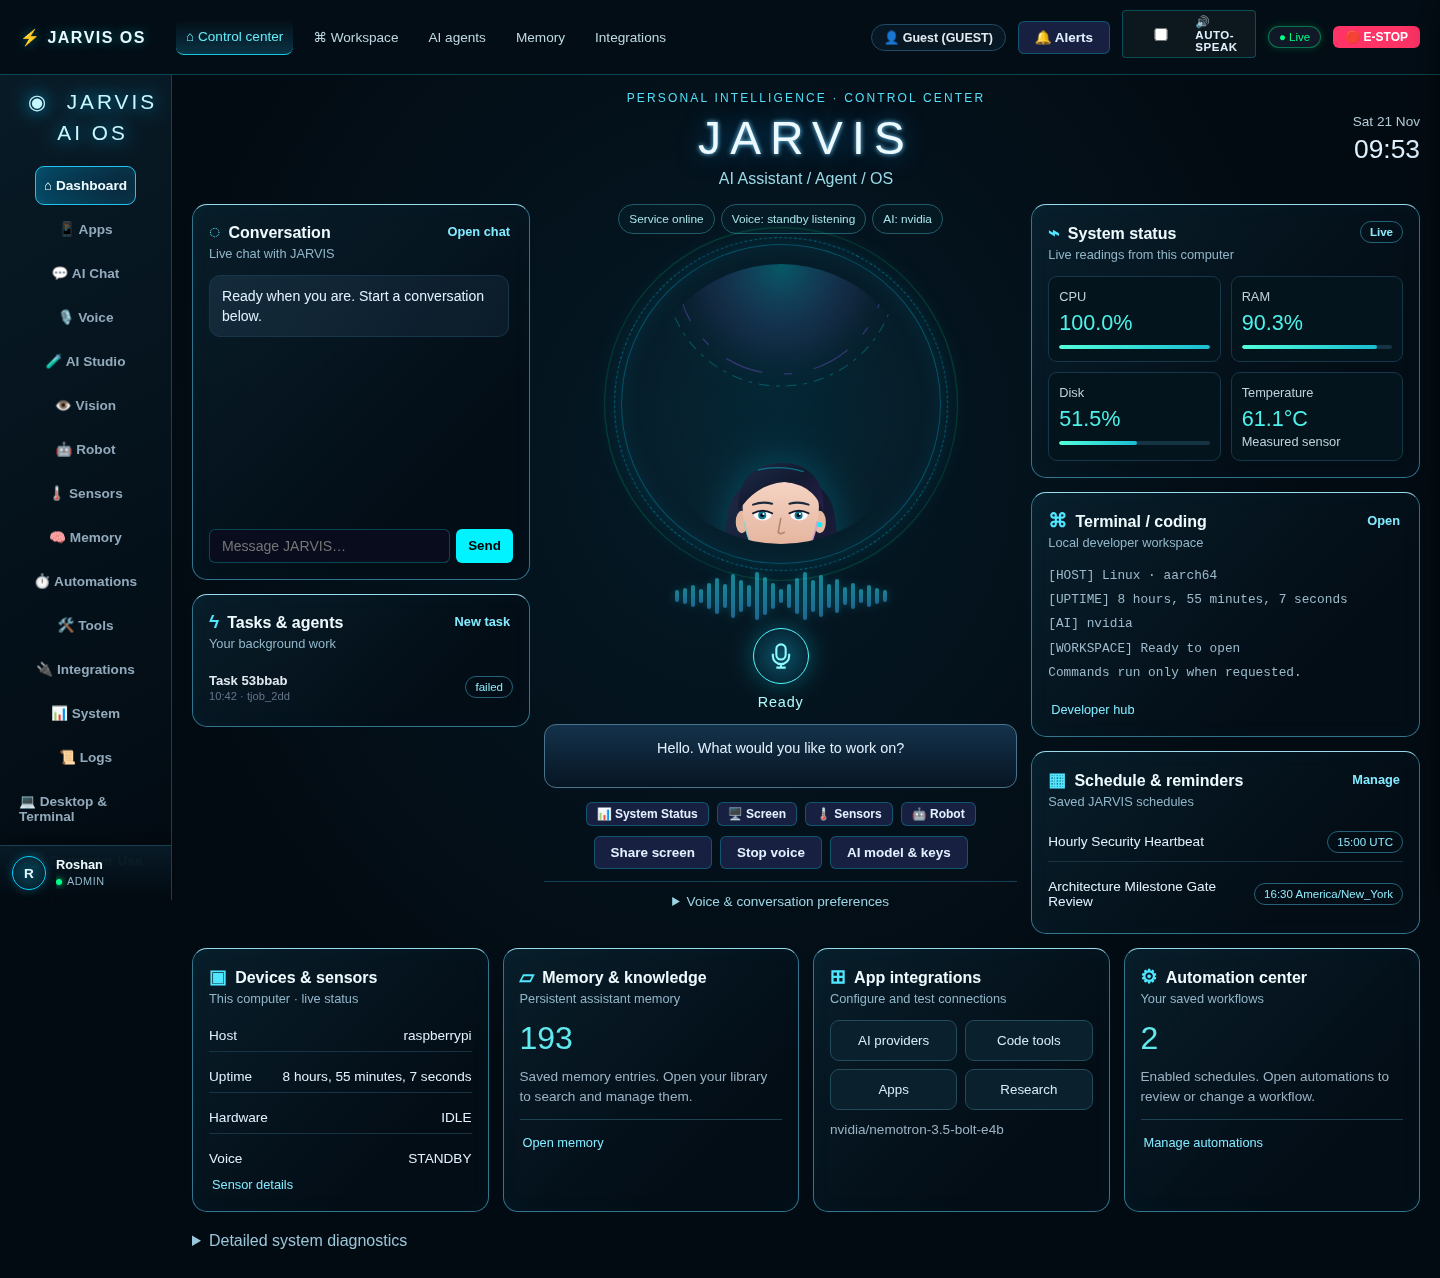 ⚡ JARVIS OS
⌂ Control center
⌘ Workspace
AI agents
Memory
Integrations
👤 Guest (GUEST)
🔔 Alerts
🔊 AUTO-SPEAK
● Live
🛑 E-STOP
◉ JARVIS
AI OS
⌂ Dashboard
📱 Apps
💬 AI Chat
🎙️ Voice
🧪 AI Studio
👁️ Vision
🤖 Robot
🌡️ Sensors
🧠 Memory
⏱️ Automations
🛠️ Tools
🔌 Integrations
📊 System
📜 Logs
💻 Desktop &
Terminal
R
Roshan
ADMIN
PERSONAL INTELLIGENCE · CONTROL CENTER
JARVIS
AI Assistant / Agent / OS
Sat 21 Nov
09:53
Conversation
Open chat
Live chat with JARVIS
Ready when you are. Start a conversation
below.
Message JARVIS…
Send
ϟ Tasks & agents
New task
Your background work
Task 53bbab
10:42 · tjob_2dd
failed
Service online
Voice: standby listening
AI: nvidia
Ready
Hello. What would you like to work on?
📊 System Status
🖥️ Screen
🌡️ Sensors
🤖 Robot
Share screen
Stop voice
AI model & keys
▶ Voice & conversation preferences
⌁ System status
Live
Live readings from this computer
CPU
100.0%
RAM
90.3%
Disk
51.5%
Temperature
61.1°C
Measured sensor
⌘ Terminal / coding
Open
Local developer workspace
[HOST] Linux · aarch64
[UPTIME] 8 hours, 55 minutes, 7 seconds
[AI] nvidia
[WORKSPACE] Ready to open
Commands run only when requested.
Developer hub
▦ Schedule & reminders
Manage
Saved JARVIS schedules
Hourly Security Heartbeat
15:00 UTC
Architecture Milestone Gate
Review
16:30 America/New_York
▣ Devices & sensors
This computer · live status
Host
raspberrypi
Uptime
8 hours, 55 minutes, 7 seconds
Hardware
IDLE
Voice
STANDBY
Sensor details
▱ Memory & knowledge
Persistent assistant memory
193
Saved memory entries. Open your library
to search and manage them.
Open memory
⊞ App integrations
Configure and test connections
AI providers
Code tools
Apps
Research
nvidia/nemotron-3.5-bolt-e4b
⚙ Automation center
Your saved workflows
2
Enabled schedules. Open automations to
review or change a workflow.
Manage automations
▶ Detailed system diagnostics